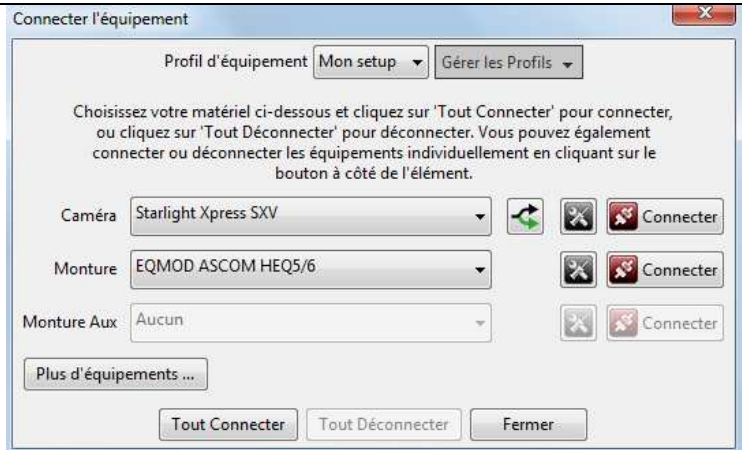 Connecter l'équipement
Profil d'équipement Mon setup Gérer les Profils
Choisissez votre matériel ci-dessous et cliquez sur 'Tout Connecter' pour connecter,
ou cliquez sur 'Tout Déconnecter' pour déconnecter. Vous pouvez également
connecter ou déconnecter les équipements individuellement en cliquant sur le
bouton à côté de l'élément.
Caméra Starlight Xpress SXV Connecter
Monture EQMOD ASCOM HEQ5/6 Connecter
Monture Aux Aucun Connecter
Plus d'équipements ...
Tout Connecter Tout Déconnecter Fermer